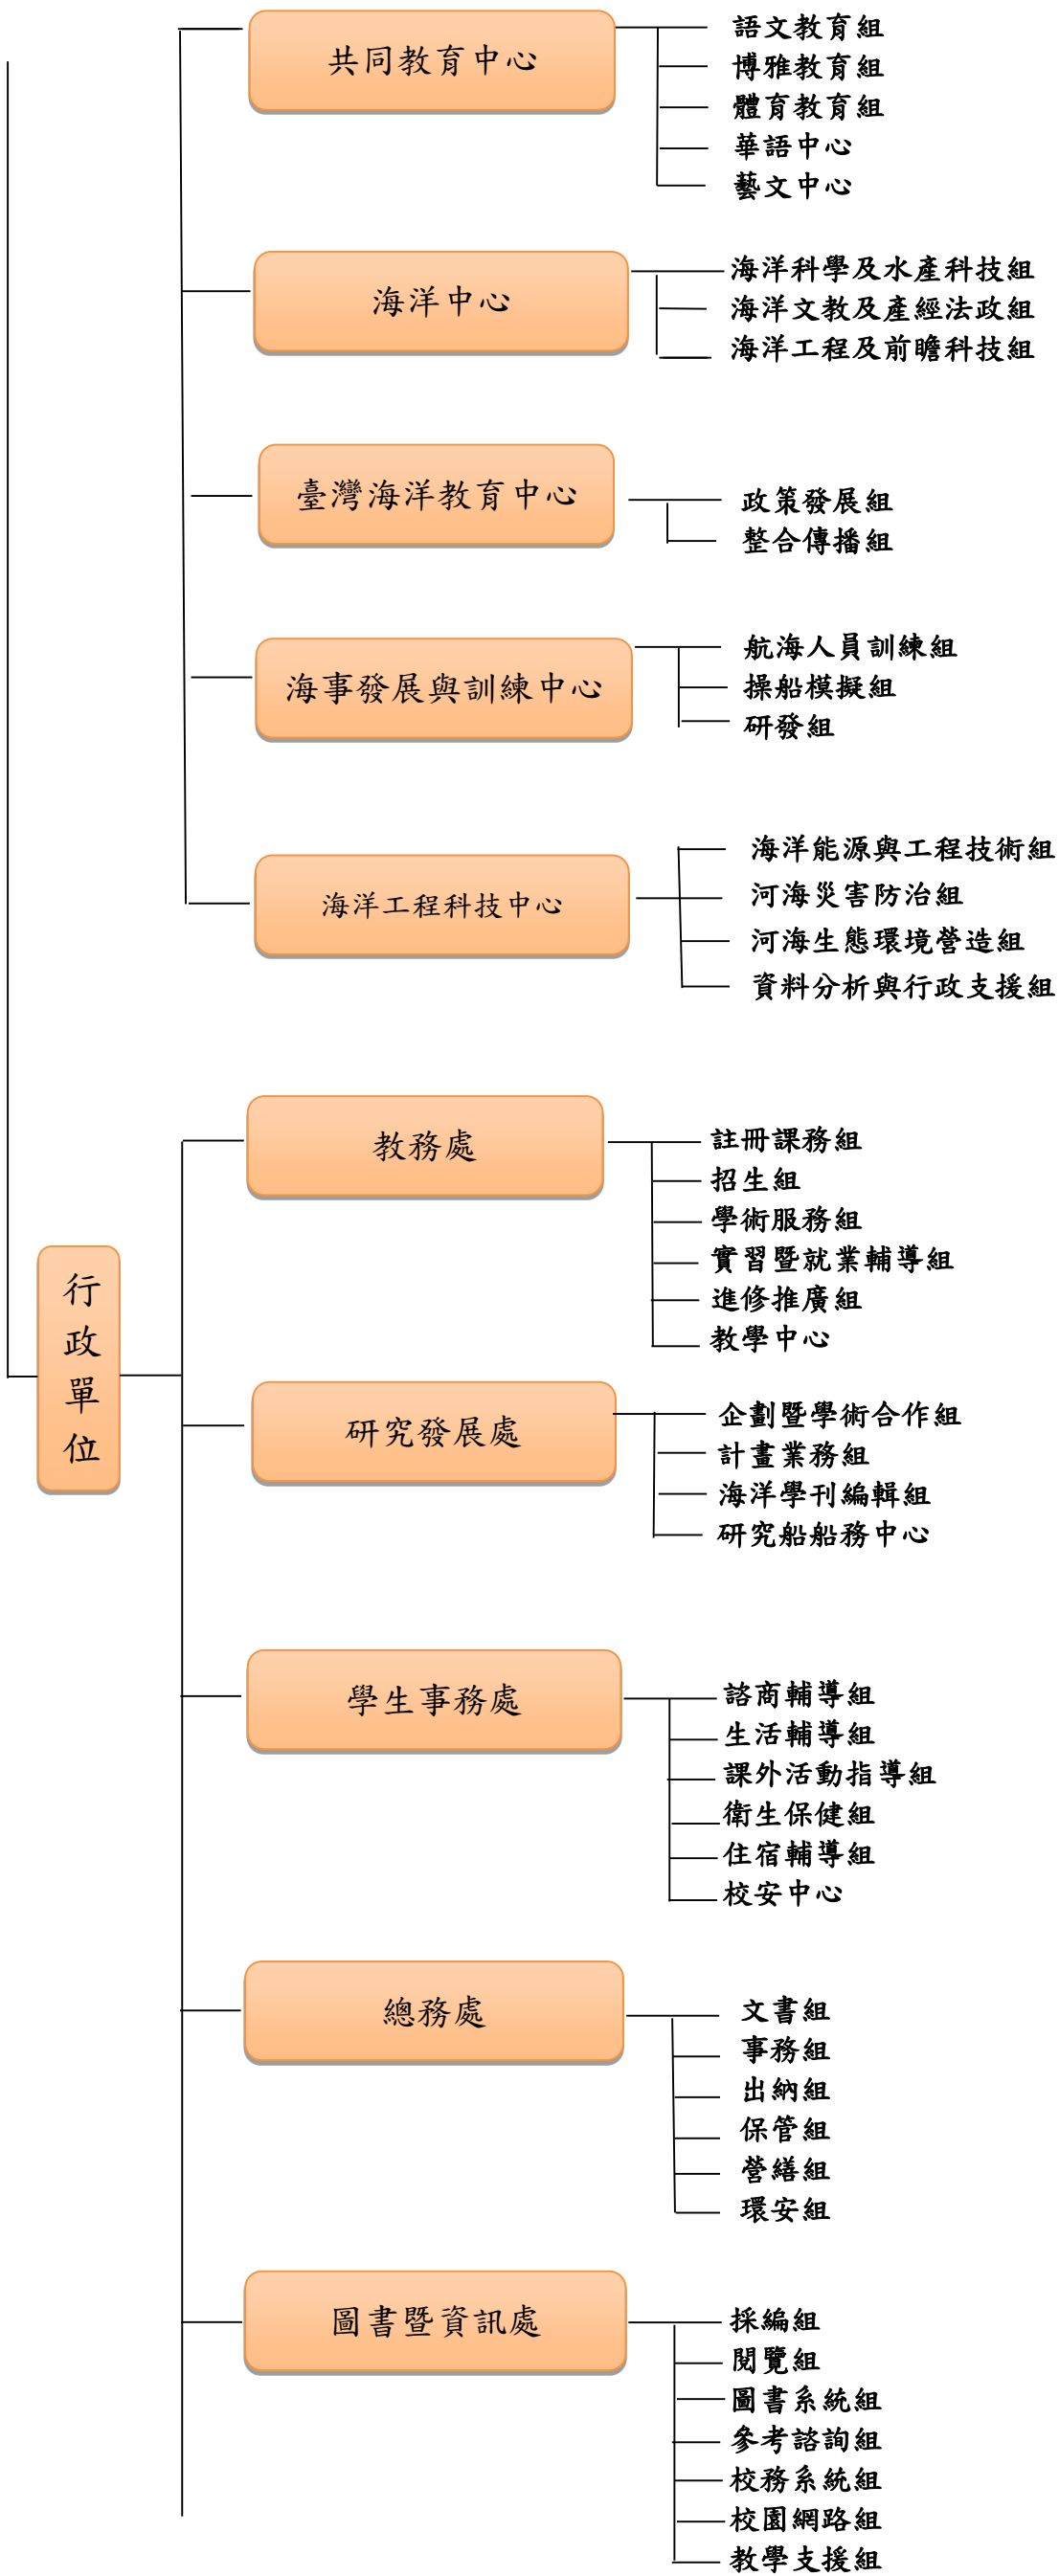 共同教育中心
語文教育組
博雅教育組
體育教育組
華語中心
藝文中心
海洋中心
海洋科學及水產科技組
海洋文教及產經法政組
海洋工程及前瞻科技組
臺灣海洋教育中心
政策發展組
整合傳播組
海事發展與訓練中心
航海人員訓練組
操船模擬組
研發組
海洋工程科技中心
海洋能源與工程技術組
河海災害防治組
河海生態環境營造組
資料分析與行政支援組
行政單位
教務處
註冊課務組
招生組
學術服務組
實習暨就業輔導組
進修推廣組
教學中心
研究發展處
企劃暨學術合作組
計畫業務組
海洋學刊編輯組
研究船船務中心
學生事務處
諮商輔導組
生活輔導組
課外活動指導組
衛生保健組
住宿輔導組
校安中心
總務處
文書組
事務組
出納組
保管組
營繕組
環安組
圖書暨資訊處
採編組
閱覽組
圖書系統組
參考諮詢組
校務系統組
校園網路組
教學支援組